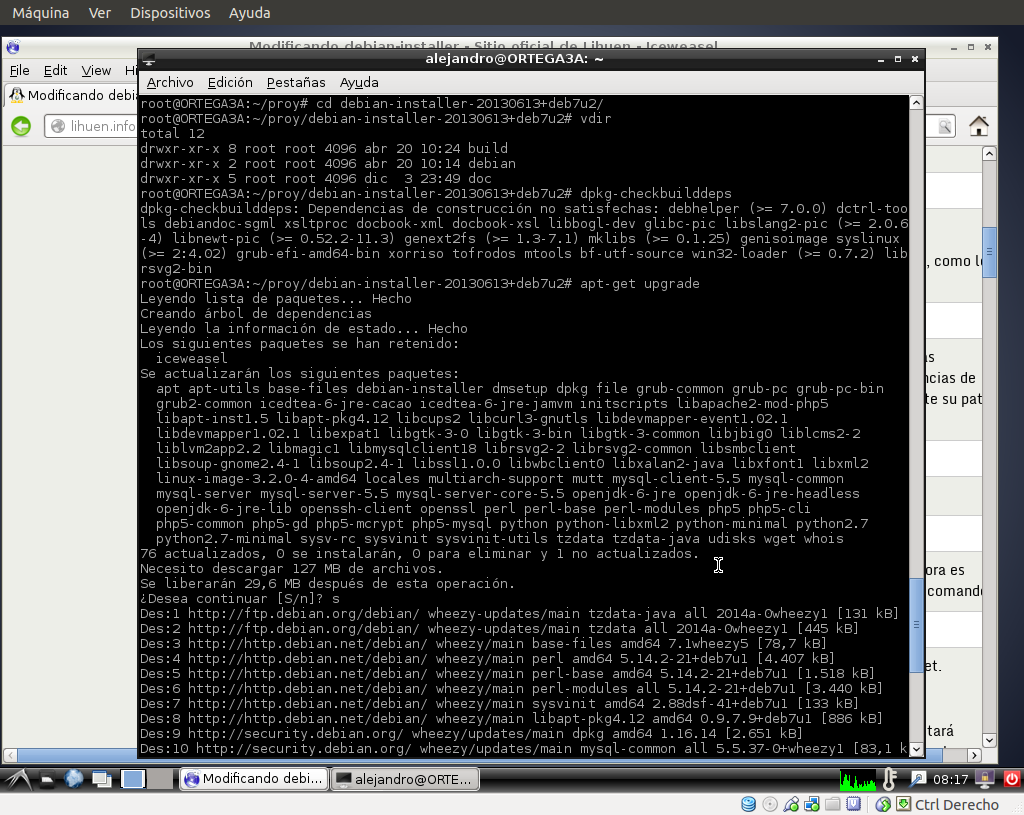 Máquina Ver Dispositivos Ayuda
Modificando debian-installer - Sitio oficial de Lihuen - Iceweasel
alejandro@ORTEGA3A: ~
File Edit View Hi
Archivo Edición Pestañas Ayuda
Modificando debia
lihuen.info
root@ORTEGA3A:~/proy# cd debian-installer-20130613+deb7u2/
root@ORTEGA3A:~/proy/debian-installer-20130613+deb7u2# vdir
total 12
drwxr-xr-x 8 root root 4096 abr 20 10:24 build
drwxr-xr-x 2 root root 4096 abr 20 10:14 debian
drwxr-xr-x 5 root root 4096 dic  3 23:49 doc
root@ORTEGA3A:~/proy/debian-installer-20130613+deb7u2# dpkg-checkbuilddeps
dpkg-checkbuilddeps: Dependencias de construcción no satisfechas: debhelper (>= 7.0.0) dctrl-too
ls debiandoc-sgml xsltproc docbook-xml docbook-xsl libbogl-dev glibc-pic libslang2-pic (>= 2.0.6
-4) libnewt-pic (>= 0.52.2-11.3) genext2fs (>= 1.3-7.1) mklibs (>= 0.1.25) genisoimage syslinux
(>= 2:4.02) grub-efi-amd64-bin xorriso tofrodos mtools bf-utf-source win32-loader (>= 0.7.2) lib
rsvg2-bin
root@ORTEGA3A:~/proy/debian-installer-20130613+deb7u2# apt-get upgrade
Leyendo lista de paquetes... Hecho
Creando árbol de dependencias
Leyendo la información de estado... Hecho
Los siguientes paquetes se han retenido:
iceweasel
Se actualizarán los siguientes paquetes:
apt apt-utils base-files debian-installer dmsetup dpkg file grub-common grub-pc grub-pc-bin
grub2-common icedtea-6-jre-cacao icedtea-6-jre-jamvm initscripts libapache2-mod-php5
libapt-inst1.5 libapt-pkg4.12 libcups2 libcurl3-gnutls libdevmapper-event1.02.1
libdevmapper1.02.1 libexpat1 libgtk-3-0 libgtk-3-bin libgtk-3-common libjbig0 liblcms2-2
liblvm2app2.2 libmagic1 libmysqlclient18 librsvg2-2 librsvg2-common libsmbclient
libsoup-gnome2.4-1 libsoup2.4-1 libssl1.0.0 libwbclient0 libxalan2-java libxfont1 libxml2
linux-image-3.2.0-4-amd64 locales multiarch-support mutt mysql-client-5.5 mysql-common
mysql-server mysql-server-5.5 mysql-server-core-5.5 openjdk-6-jre openjdk-6-jre-headless
openjdk-6-jre-lib openssh-client openssl perl perl-base perl-modules php5 php5-cli
php5-common php5-gd php5-mcrypt php5-mysql python python-libxml2 python-minimal python2.7
python2.7-minimal sysv-rc sysvinit sysvinit-utils tzdata tzdata-java udisks wget whois
76 actualizados, 0 se instalarán, 0 para eliminar y 1 no actualizados.
Necesito descargar 127 MB de archivos.
Se liberarán 29,6 MB después de esta operación.
¿Desea continuar [S/n]? s
Des:1 http://ftp.debian.org/debian/ wheezy-updates/main tzdata-java all 2014a-0wheezy1 [131 kB]
Des:2 http://ftp.debian.org/debian/ wheezy-updates/main tzdata all 2014a-0wheezy1 [445 kB]
Des:3 http://http.debian.net/debian/ wheezy/main base-files amd64 7.1wheezy5 [78,7 kB]
Des:4 http://http.debian.net/debian/ wheezy/main perl amd64 5.14.2-21+deb7u1 [4.407 kB]
Des:5 http://http.debian.net/debian/ wheezy/main perl-base amd64 5.14.2-21+deb7u1 [1.518 kB]
Des:6 http://http.debian.net/debian/ wheezy/main perl-modules all 5.14.2-21+deb7u1 [3.440 kB]
Des:7 http://http.debian.net/debian/ wheezy/main sysvinit amd64 2.88dsf-41+deb7u1 [133 kB]
Des:8 http://http.debian.net/debian/ wheezy/main libapt-pkg4.12 amd64 0.9.7.9+deb7u1 [886 kB]
Des:9 http://security.debian.org/ wheezy/updates/main dpkg amd64 1.16.14 [2.651 kB]
Des:10 http://security.debian.org/ wheezy/updates/main mysql-common all 5.5.37-0+wheezy1 [83,1 k
, como l
as
ncias de
te su pat
ora es
comand
et.
stará
Modificando debi...
alejandro@ORTE...
08:17
Ctrl Derecho